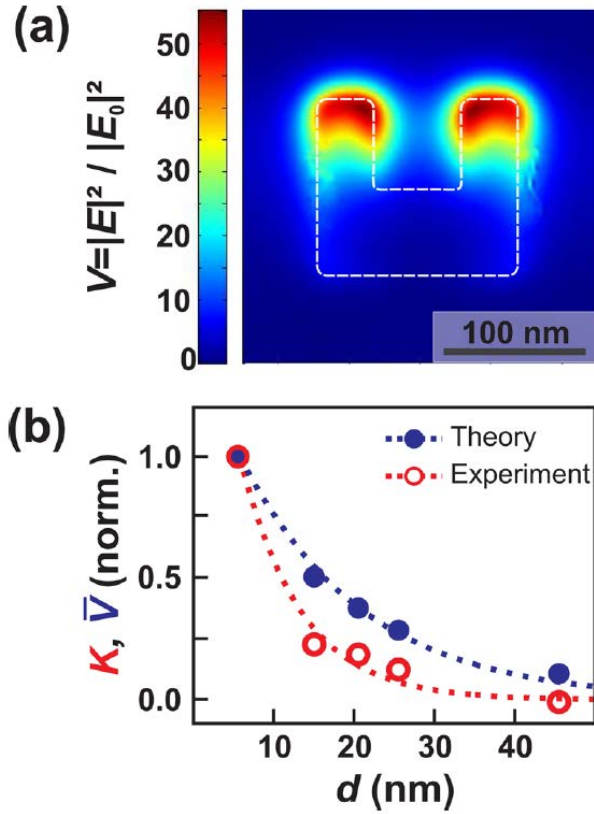 (a)
V=|E|² / |E₀|²
50
40
30
20
10
0
100 nm
(b)
K, V̅ (norm.)
1.0
0.5
0.0
Theory
Experiment
10
20
30
40
d (nm)